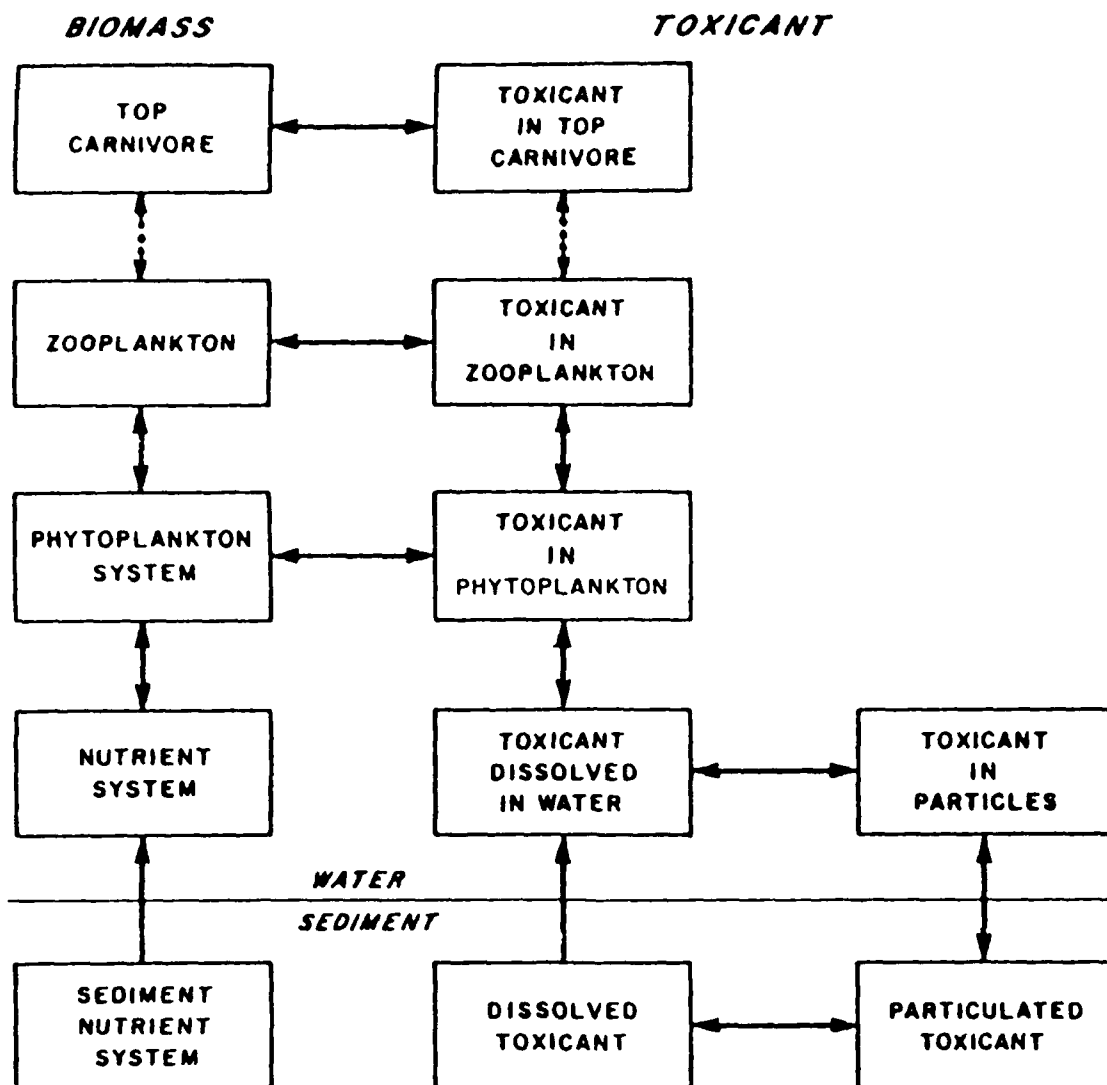 BIOMASS
TOXICANT
TOP
CARNIVORE
TOXICANT
IN TOP
CARNIVORE
ZOOPLANKTON
TOXICANT
IN
ZOOPLANKTON
PHYTOPLANKTON
SYSTEM
TOXICANT
IN
PHYTOPLANKTON
NUTRIENT
SYSTEM
TOXICANT
DISSOLVED
IN WATER
TOXICANT
IN
PARTICLES
WATER
SEDIMENT
SEDIMENT
NUTRIENT
SYSTEM
DISSOLVED
TOXICANT
PARTICULATED
TOXICANT